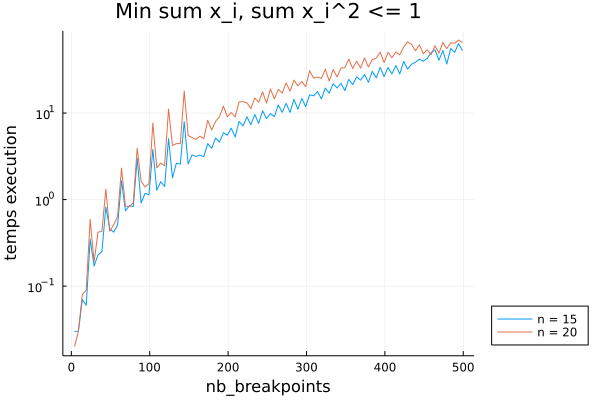 Min sum x_i, sum x_i^2 <= 1
temps execution
10^1
10^0
10^-1
0 100 200 300 400 500
nb_breakpoints
n = 15
n = 20